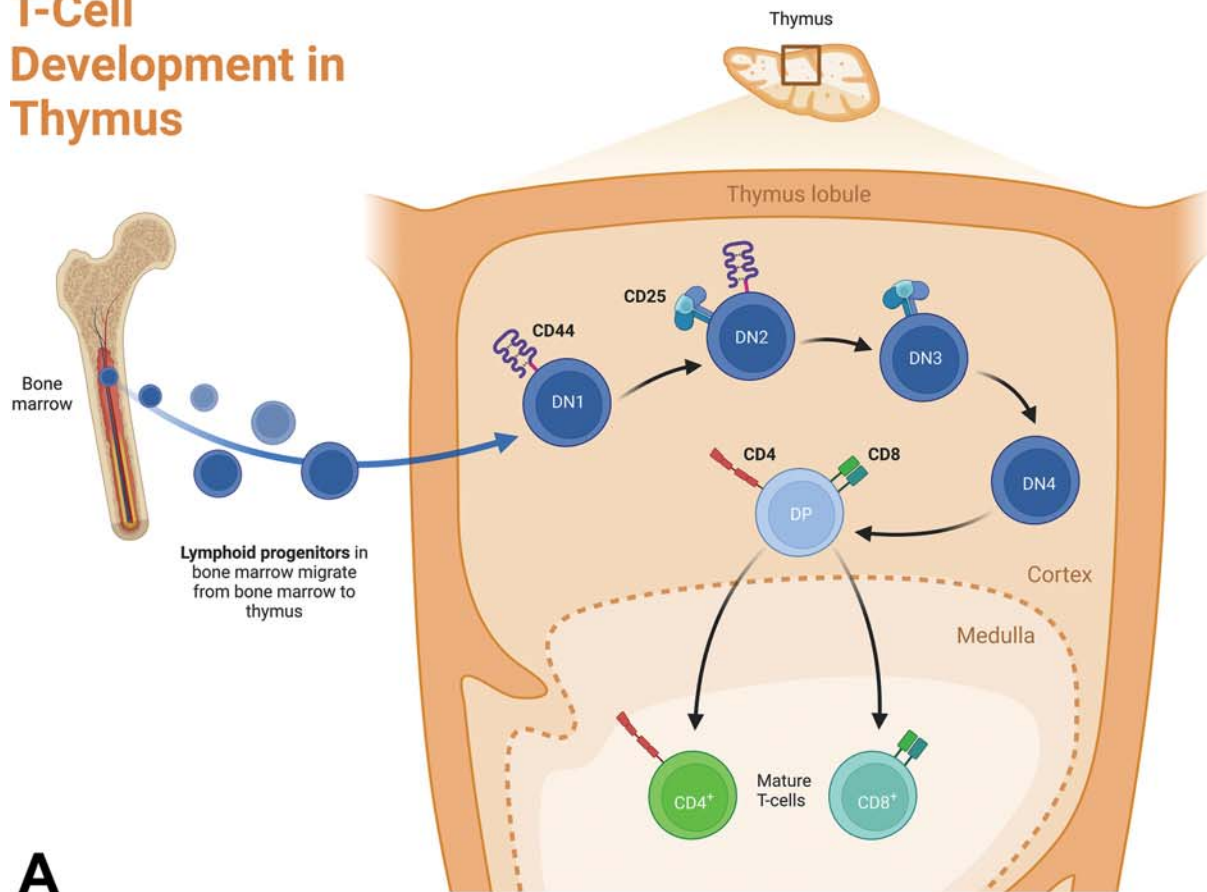 T-Cell
Development in
Thymus
Thymus
Thymus lobule
CD25
DN2
CD44
DN3
DN1
Bone
marrow
CD4
CD8
DN4
DP
Lymphoid progenitors in
bone marrow migrate
from bone marrow to
thymus
Cortex
Medulla
Mature
T-cells
CD4⁺
CD8⁺
A